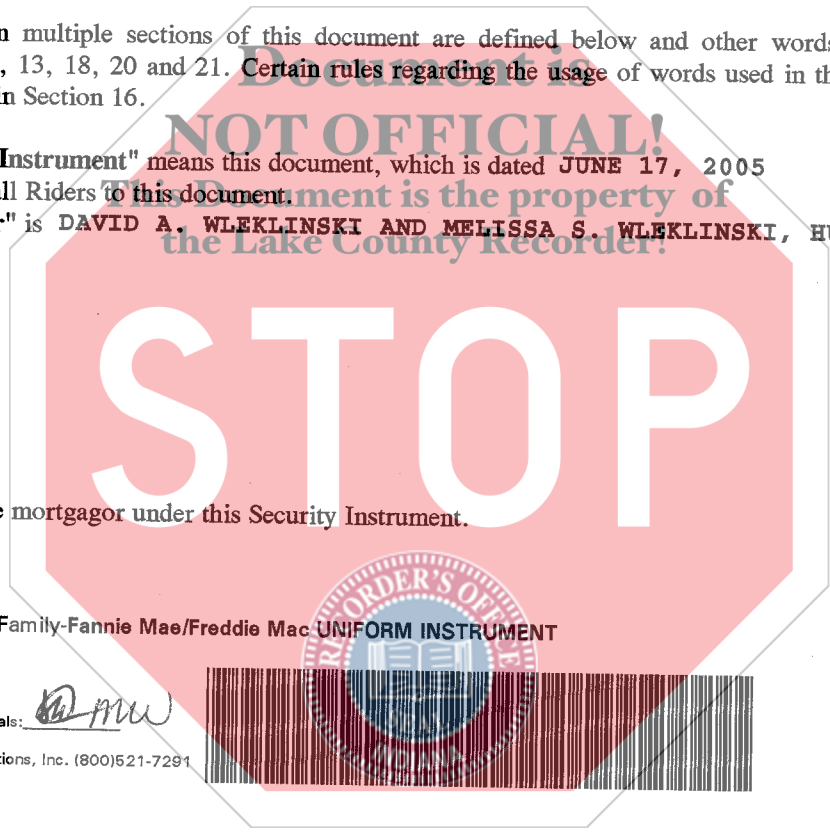 n multiple sections of this document are defined below and other words
, 13, 18, 20 and 21. Certain rules regarding the usage of words used in th
n Section 16.
Document is
NOT OFFICIAL!
Instrument" means this document, which is dated JUNE 17, 2005
ll Riders to this document.
This Document is the property of
" is DAVID A. WLEKLINSKI AND MELISSA S. WLEKLINSKI, HU
the Lake County Recorder!
STOP
e mortgagor under this Security Instrument.
RECORDER'S OFFICE
Family-Fannie Mae/Freddie Mac UNIFORM INSTRUMENT
SEAL
INDIANA
als: MW
tions, Inc. (800)521-7291